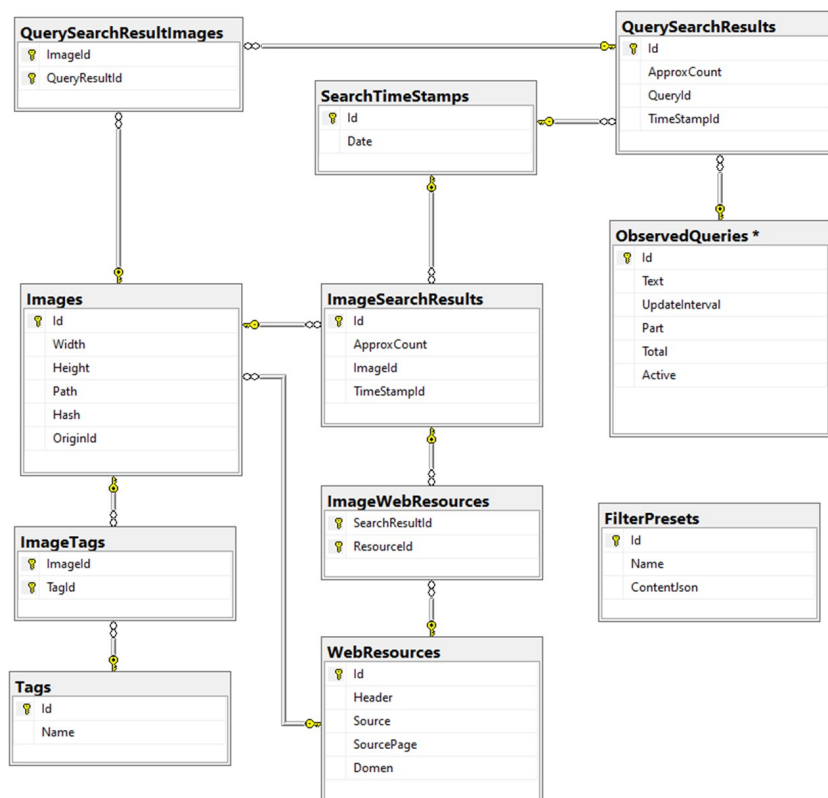 QuerySearchResultImages
ImageId
QueryResultId
QuerySearchResults
Id
ApproxCount
QueryId
TimeStampId
SearchTimeStamps
Id
Date
ObservedQueries *
Id
Text
UpdateInterval
Part
Total
Active
Images
Id
Width
Height
Path
Hash
OriginId
ImageSearchResults
Id
ApproxCount
ImageId
TimeStampId
ImageWebResources
SearchResultId
ResourceId
FilterPresets
Id
Name
ContentJson
ImageTags
ImageId
TagId
WebResources
Id
Header
Source
SourcePage
Domen
Tags
Id
Name